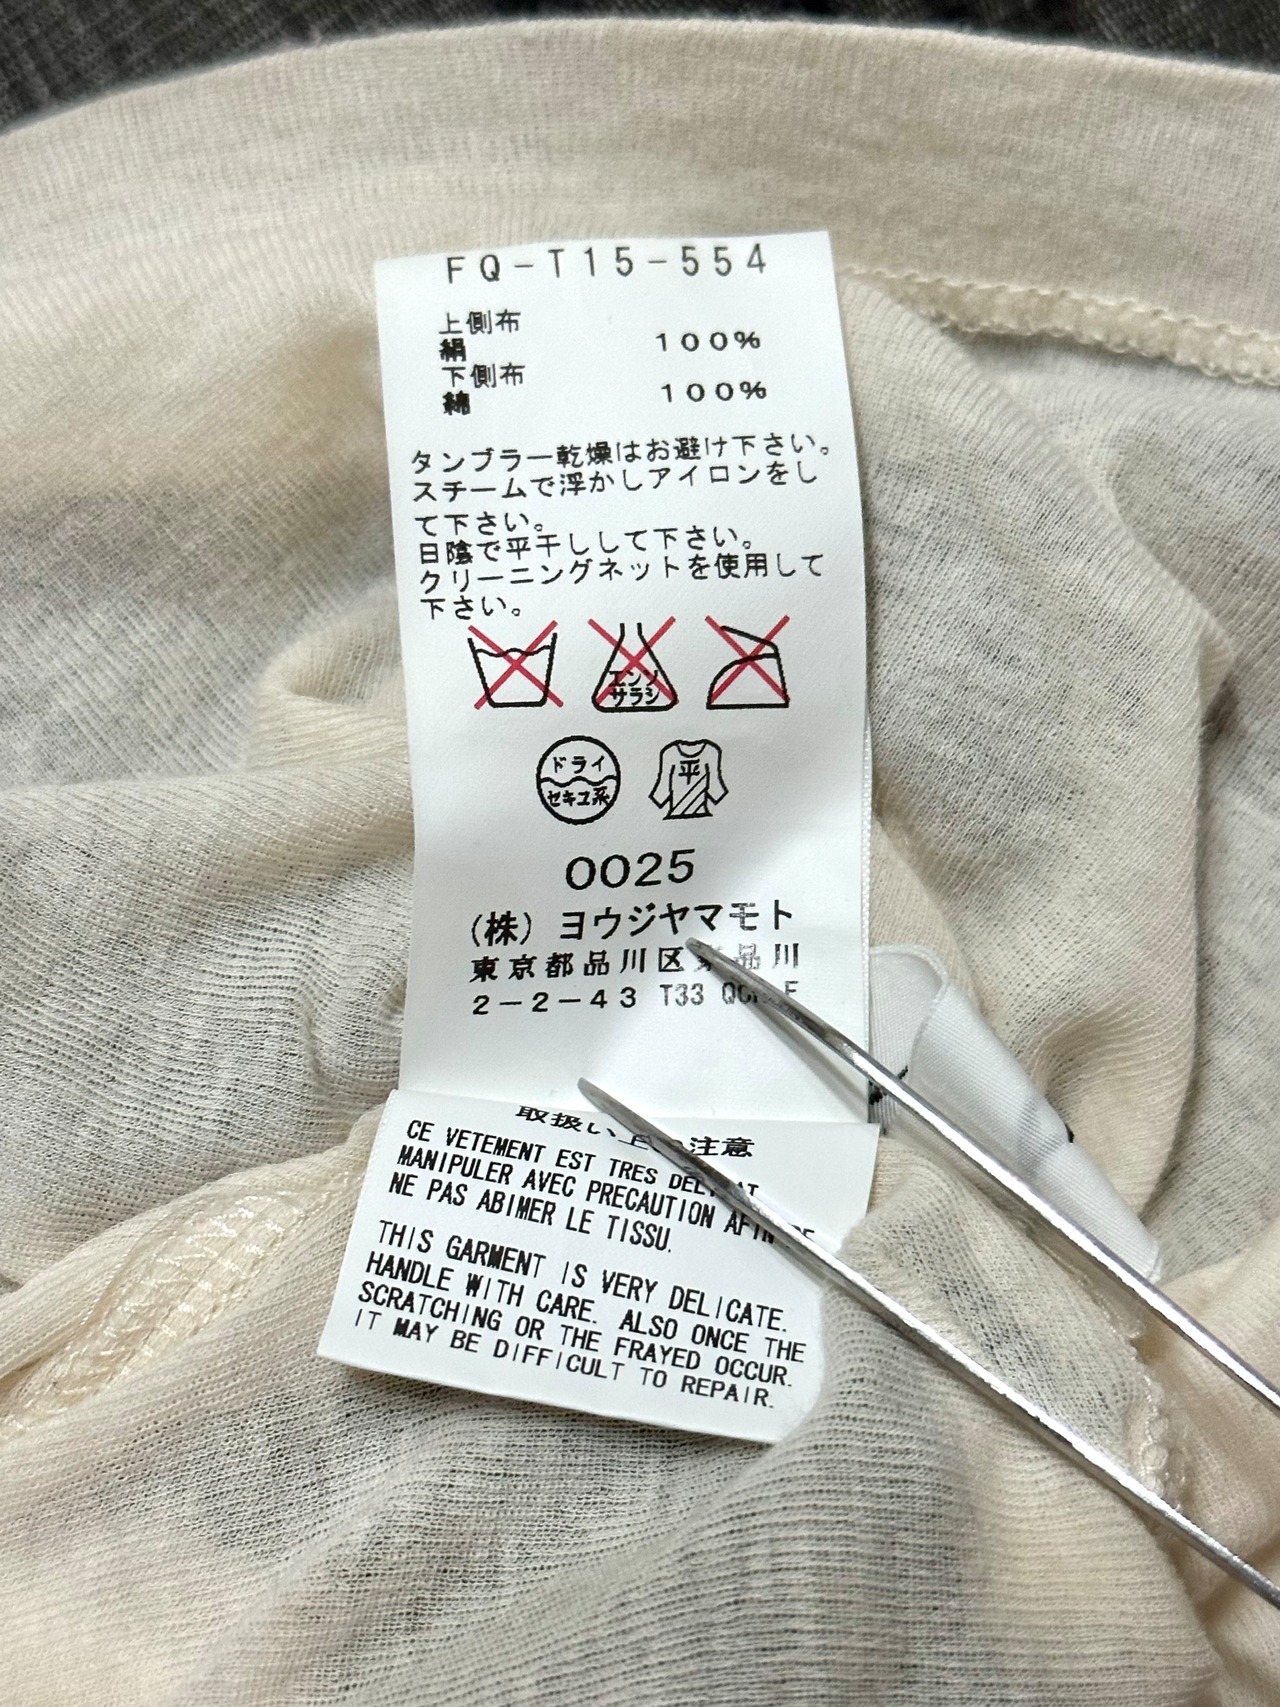 FQ-T15-554
上側布
絹 100%
下側布
綿 100%
タンブラー乾燥はお避け下さい。
スチームで浮かしアイロンをし
て下さい。
日陰で平干しして下さい。
クリーニングネットを使用して
下さい。
エンソ
サラシ
ドライ
セキユ系
平
0025
(株) ヨウジヤマモト
東京都品川区 品川
2-2-43 T33
取扱い上の注意
CE VETEMENT EST TRES
MANIPULER AVEC PRECAUTION AFIN DE
NE PAS ABIMER LE TISSU.
THIS GARMENT IS VERY DELICATE.
HANDLE WITH CARE. ALSO ONCE THE
SCRATCHING OR THE FRAYED OCCUR.
IT MAY BE DIFFICULT TO REPAIR.